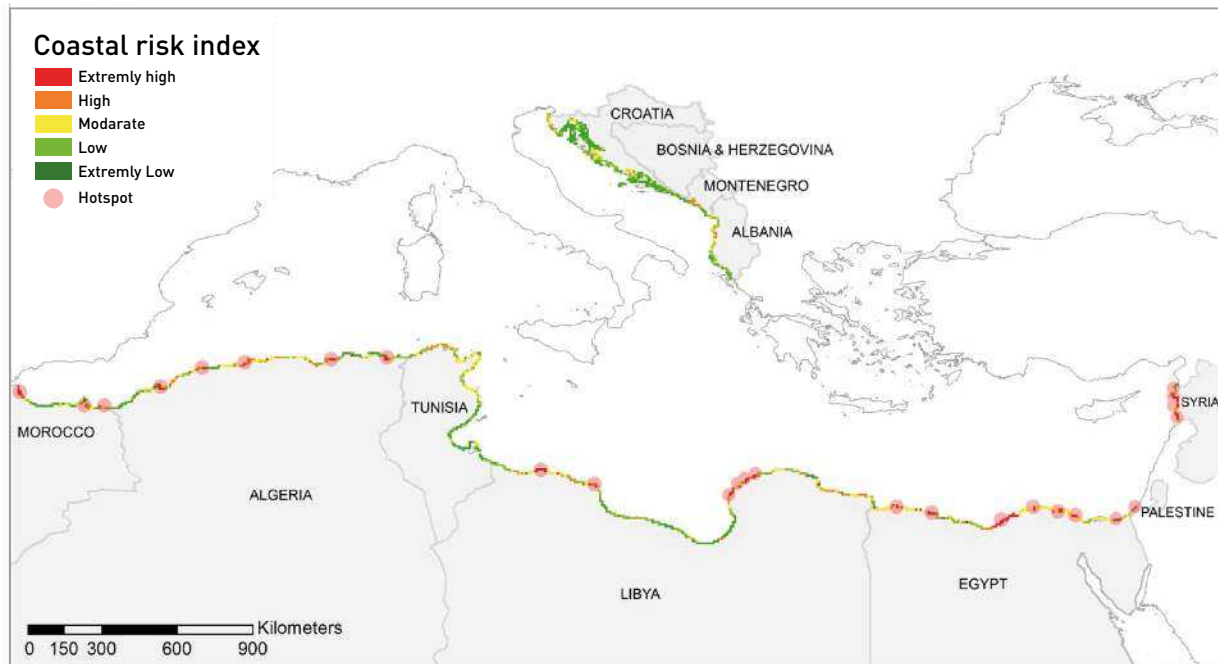 Coastal risk index
Extremly high
High
Modarate
Low
Extremly Low
Hotspot
CROATIA
BOSNIA & HERZEGOVINA
MONTENEGRO
ALBANIA
SYRIA
TUNISIA
MOROCCO
ALGERIA
PALESTINE
LIBYA
EGYPT
Kilometers
0 150 300 600 900